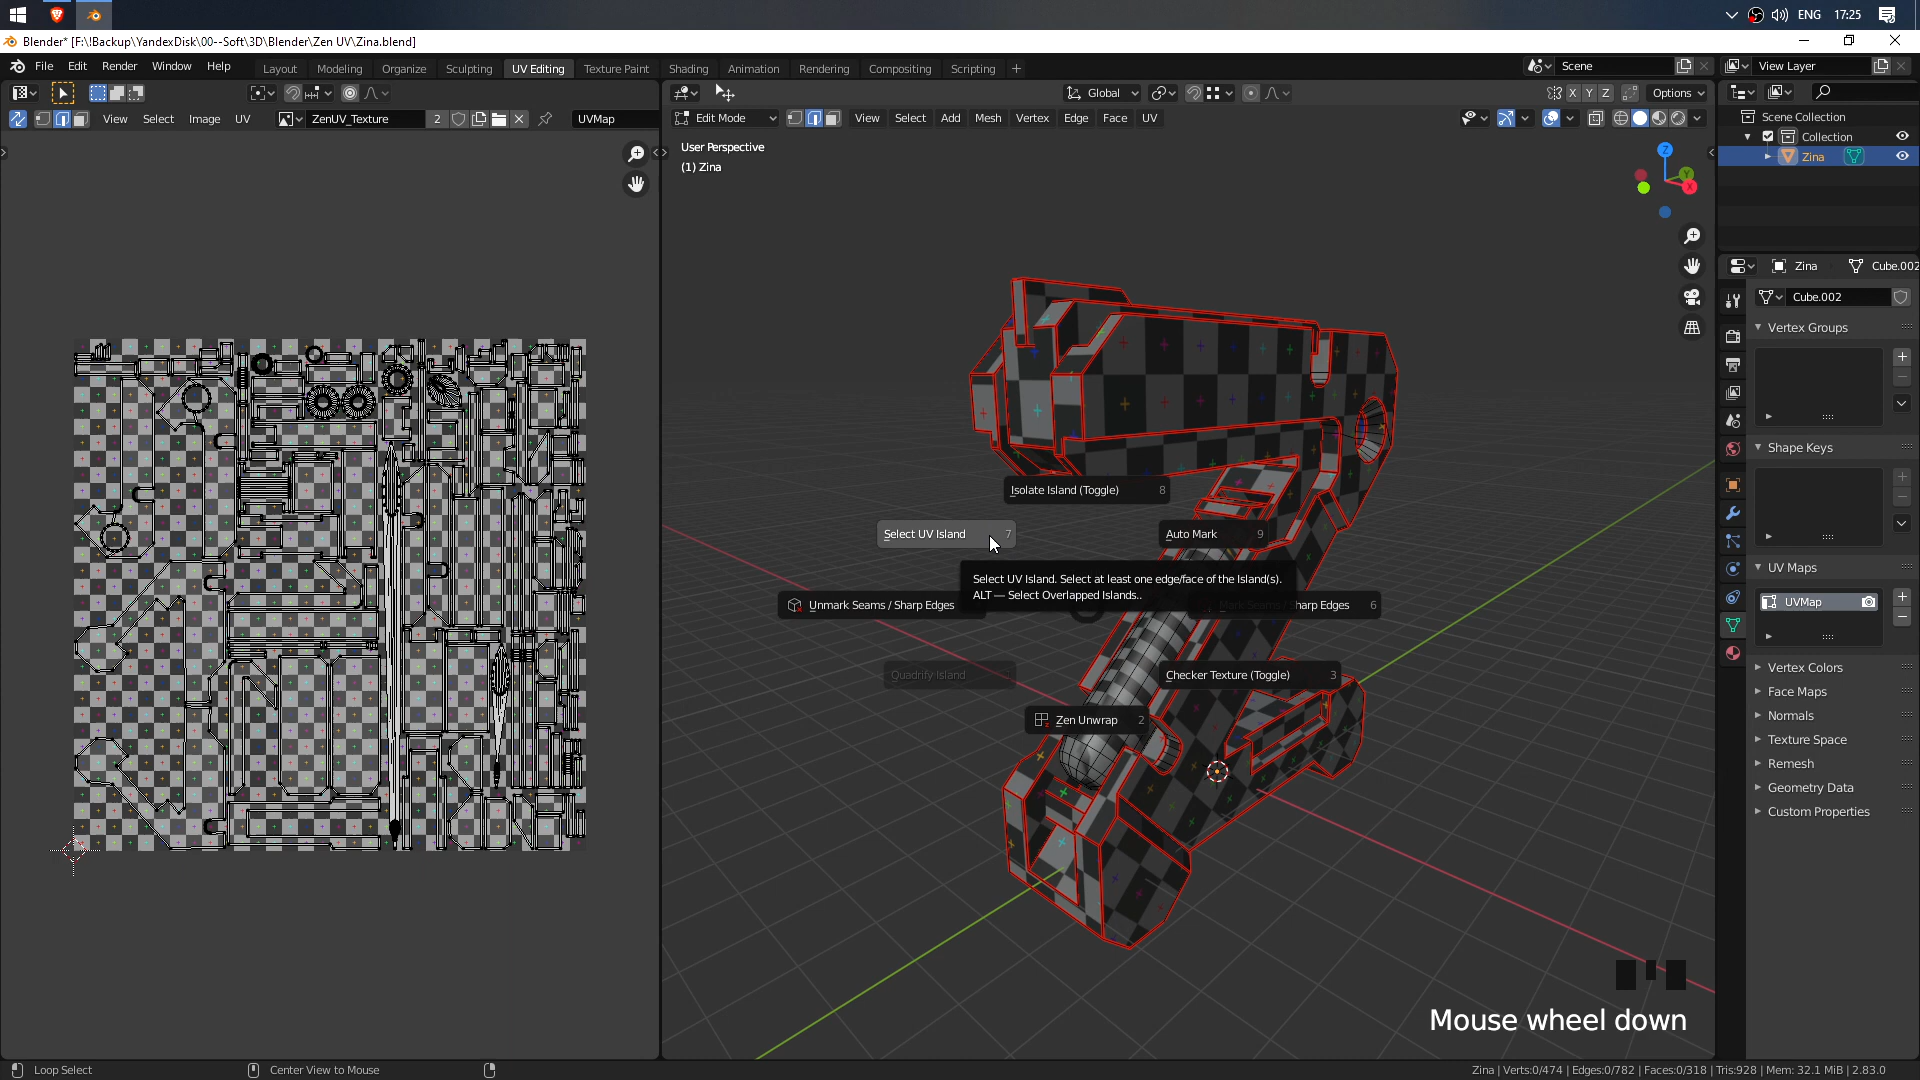 ENG 17:25
Blender* [F:\!Backup\YandexDisk\00--Soft\3D\Blender\Zen UV\Zina.blend]
File Edit Render Window Help Layout Modeling Organize Sculpting UV Editing Texture Paint Shading Animation Rendering Compositing Scripting + Scene View Layer
Global X Y Z Options
View Select Image UV ZenUV_Texture 2 UVMap
Edit Mode View Select Add Mesh Vertex Edge Face UV
Scene Collection
Collection
Zina
User Perspective
(1) Zina
Z
Y
X
Zina Cube.002
Cube.002
Vertex Groups
Shape Keys
UV Maps
UVMap
Vertex Colors
Face Maps
Normals
Texture Space
Remesh
Geometry Data
Custom Properties
Isolate Island (Toggle) 8
Select UV Island 7
Auto Mark 9
Select UV Island. Select at least one edge/face of the Island(s).
ALT — Select Overlapped Islands..
Unmark Seams / Sharp Edges
Mark Seams / Sharp Edges 6
Quadrify Island
Checker Texture (Toggle) 3
Zen Unwrap 2
Mouse wheel down
Loop Select Center View to Mouse
Zina | Verts:0/474 | Edges:0/782 | Faces:0/318 | Tris:928 | Mem: 32.1 MiB | 2.83.0